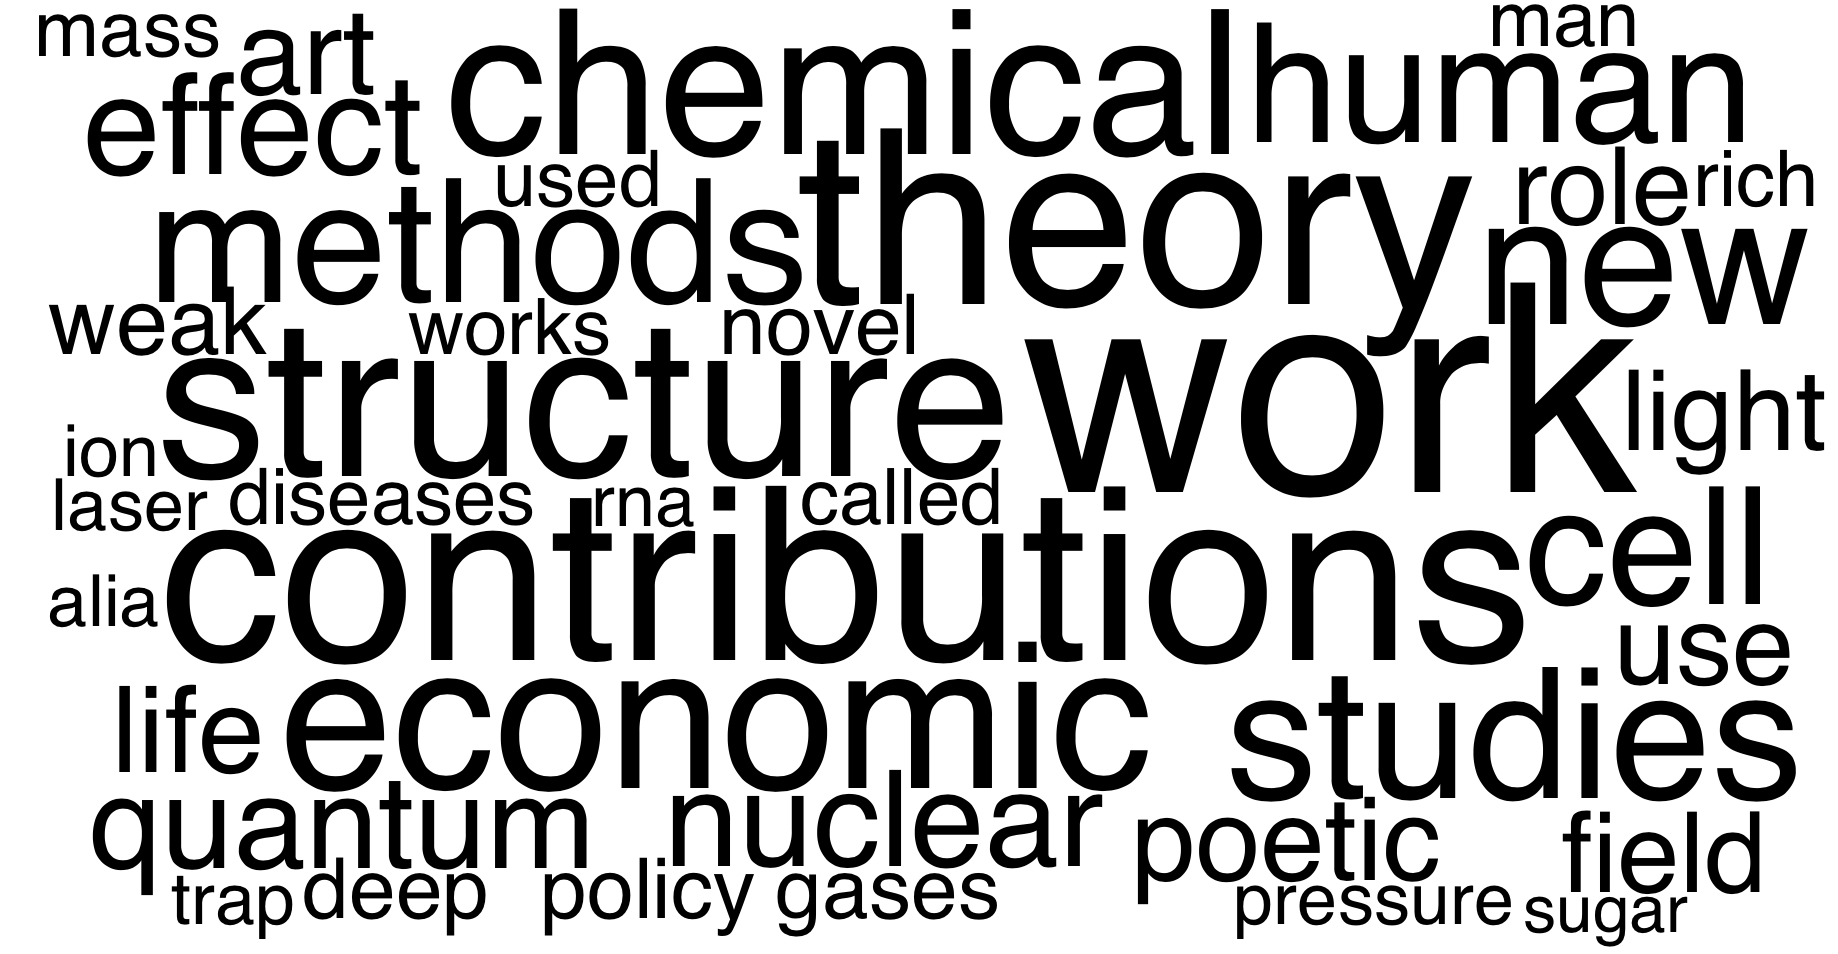 mass art chemical human man
effect
used
methods theory role rich
new
weak works novel
structure work light
ion
laser diseases rna called
contributions cell
alia
use
life economic studies
quantum nuclear poetic field
trap deep policy gases pressure sugar